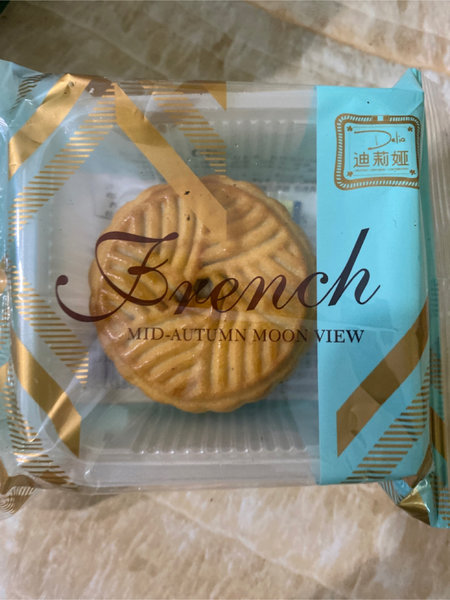 Delia
迪莉娅
French
MID-AUTUMN MOON VIEW